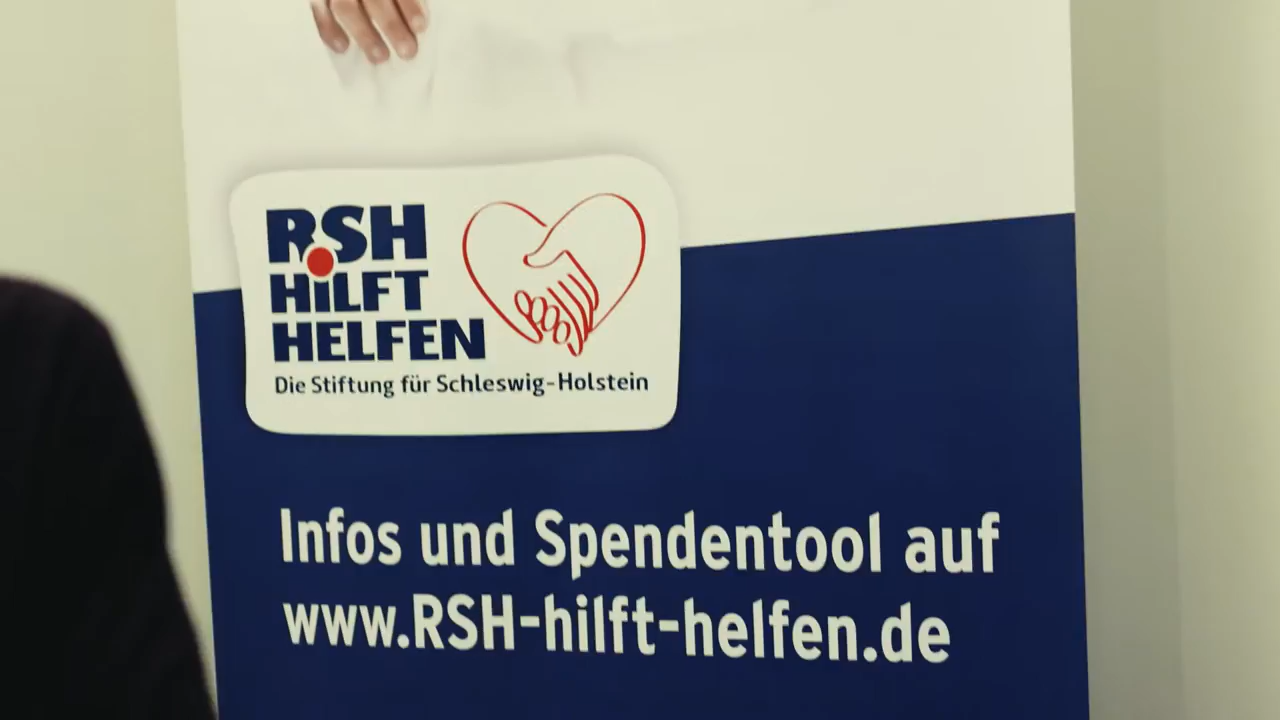 RSH
HiLFT
HELFEN
Die Stiftung für Schleswig-Holstein
Infos und Spendentool auf
www.RSH-hilft-helfen.de